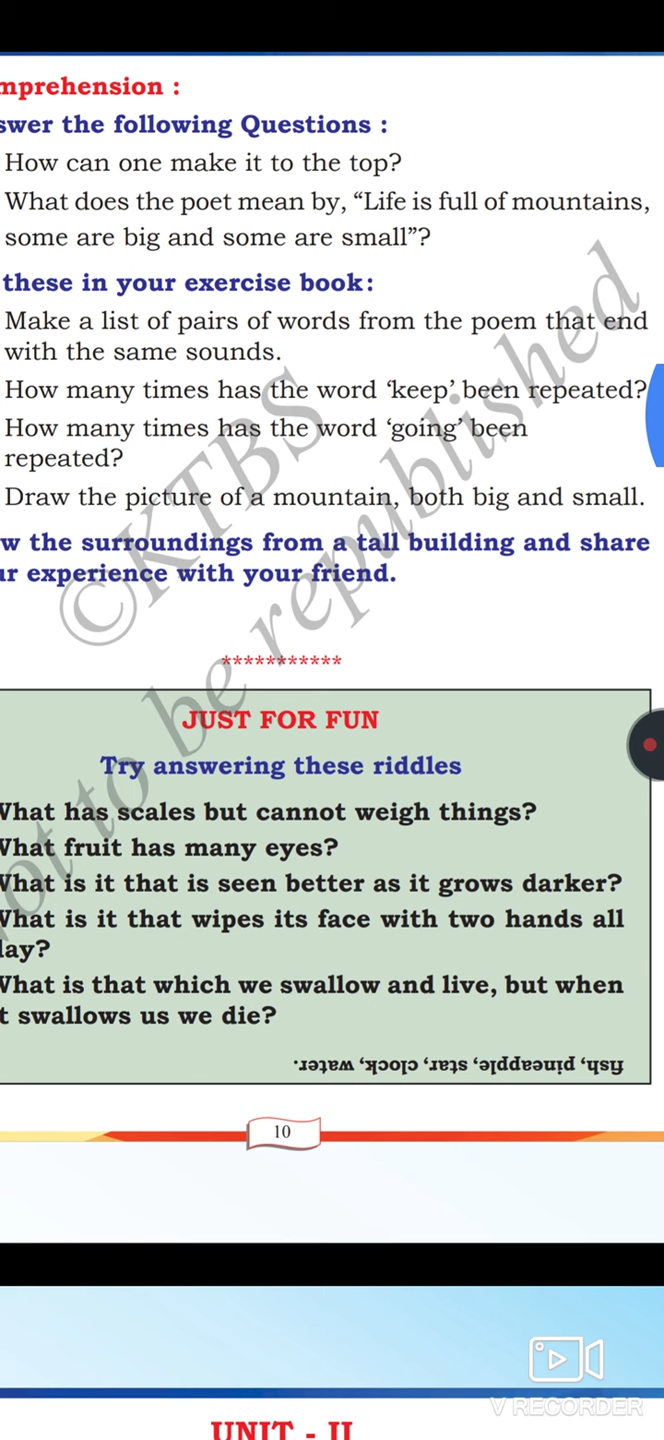 mprehension :
swer the following Questions :
How can one make it to the top?
What does the poet mean by, “Life is full of mountains,
some are big and some are small”?
these in your exercise book:
Make a list of pairs of words from the poem that end
with the same sounds.
How many times has the word ‘keep’ been repeated?
How many times has the word ‘going’ been
repeated?
Draw the picture of a mountain, both big and small.
w the surroundings from a tall building and share
ur experience with your friend.
©KTBS
not to be republished
***********
JUST FOR FUN
Try answering these riddles
What has scales but cannot weigh things?
What fruit has many eyes?
What is it that is seen better as it grows darker?
What is it that wipes its face with two hands all
day?
What is that which we swallow and live, but when
t swallows us we die?
fish, pineapple, star, clock, water.
10
V RECORDER
UNIT - II